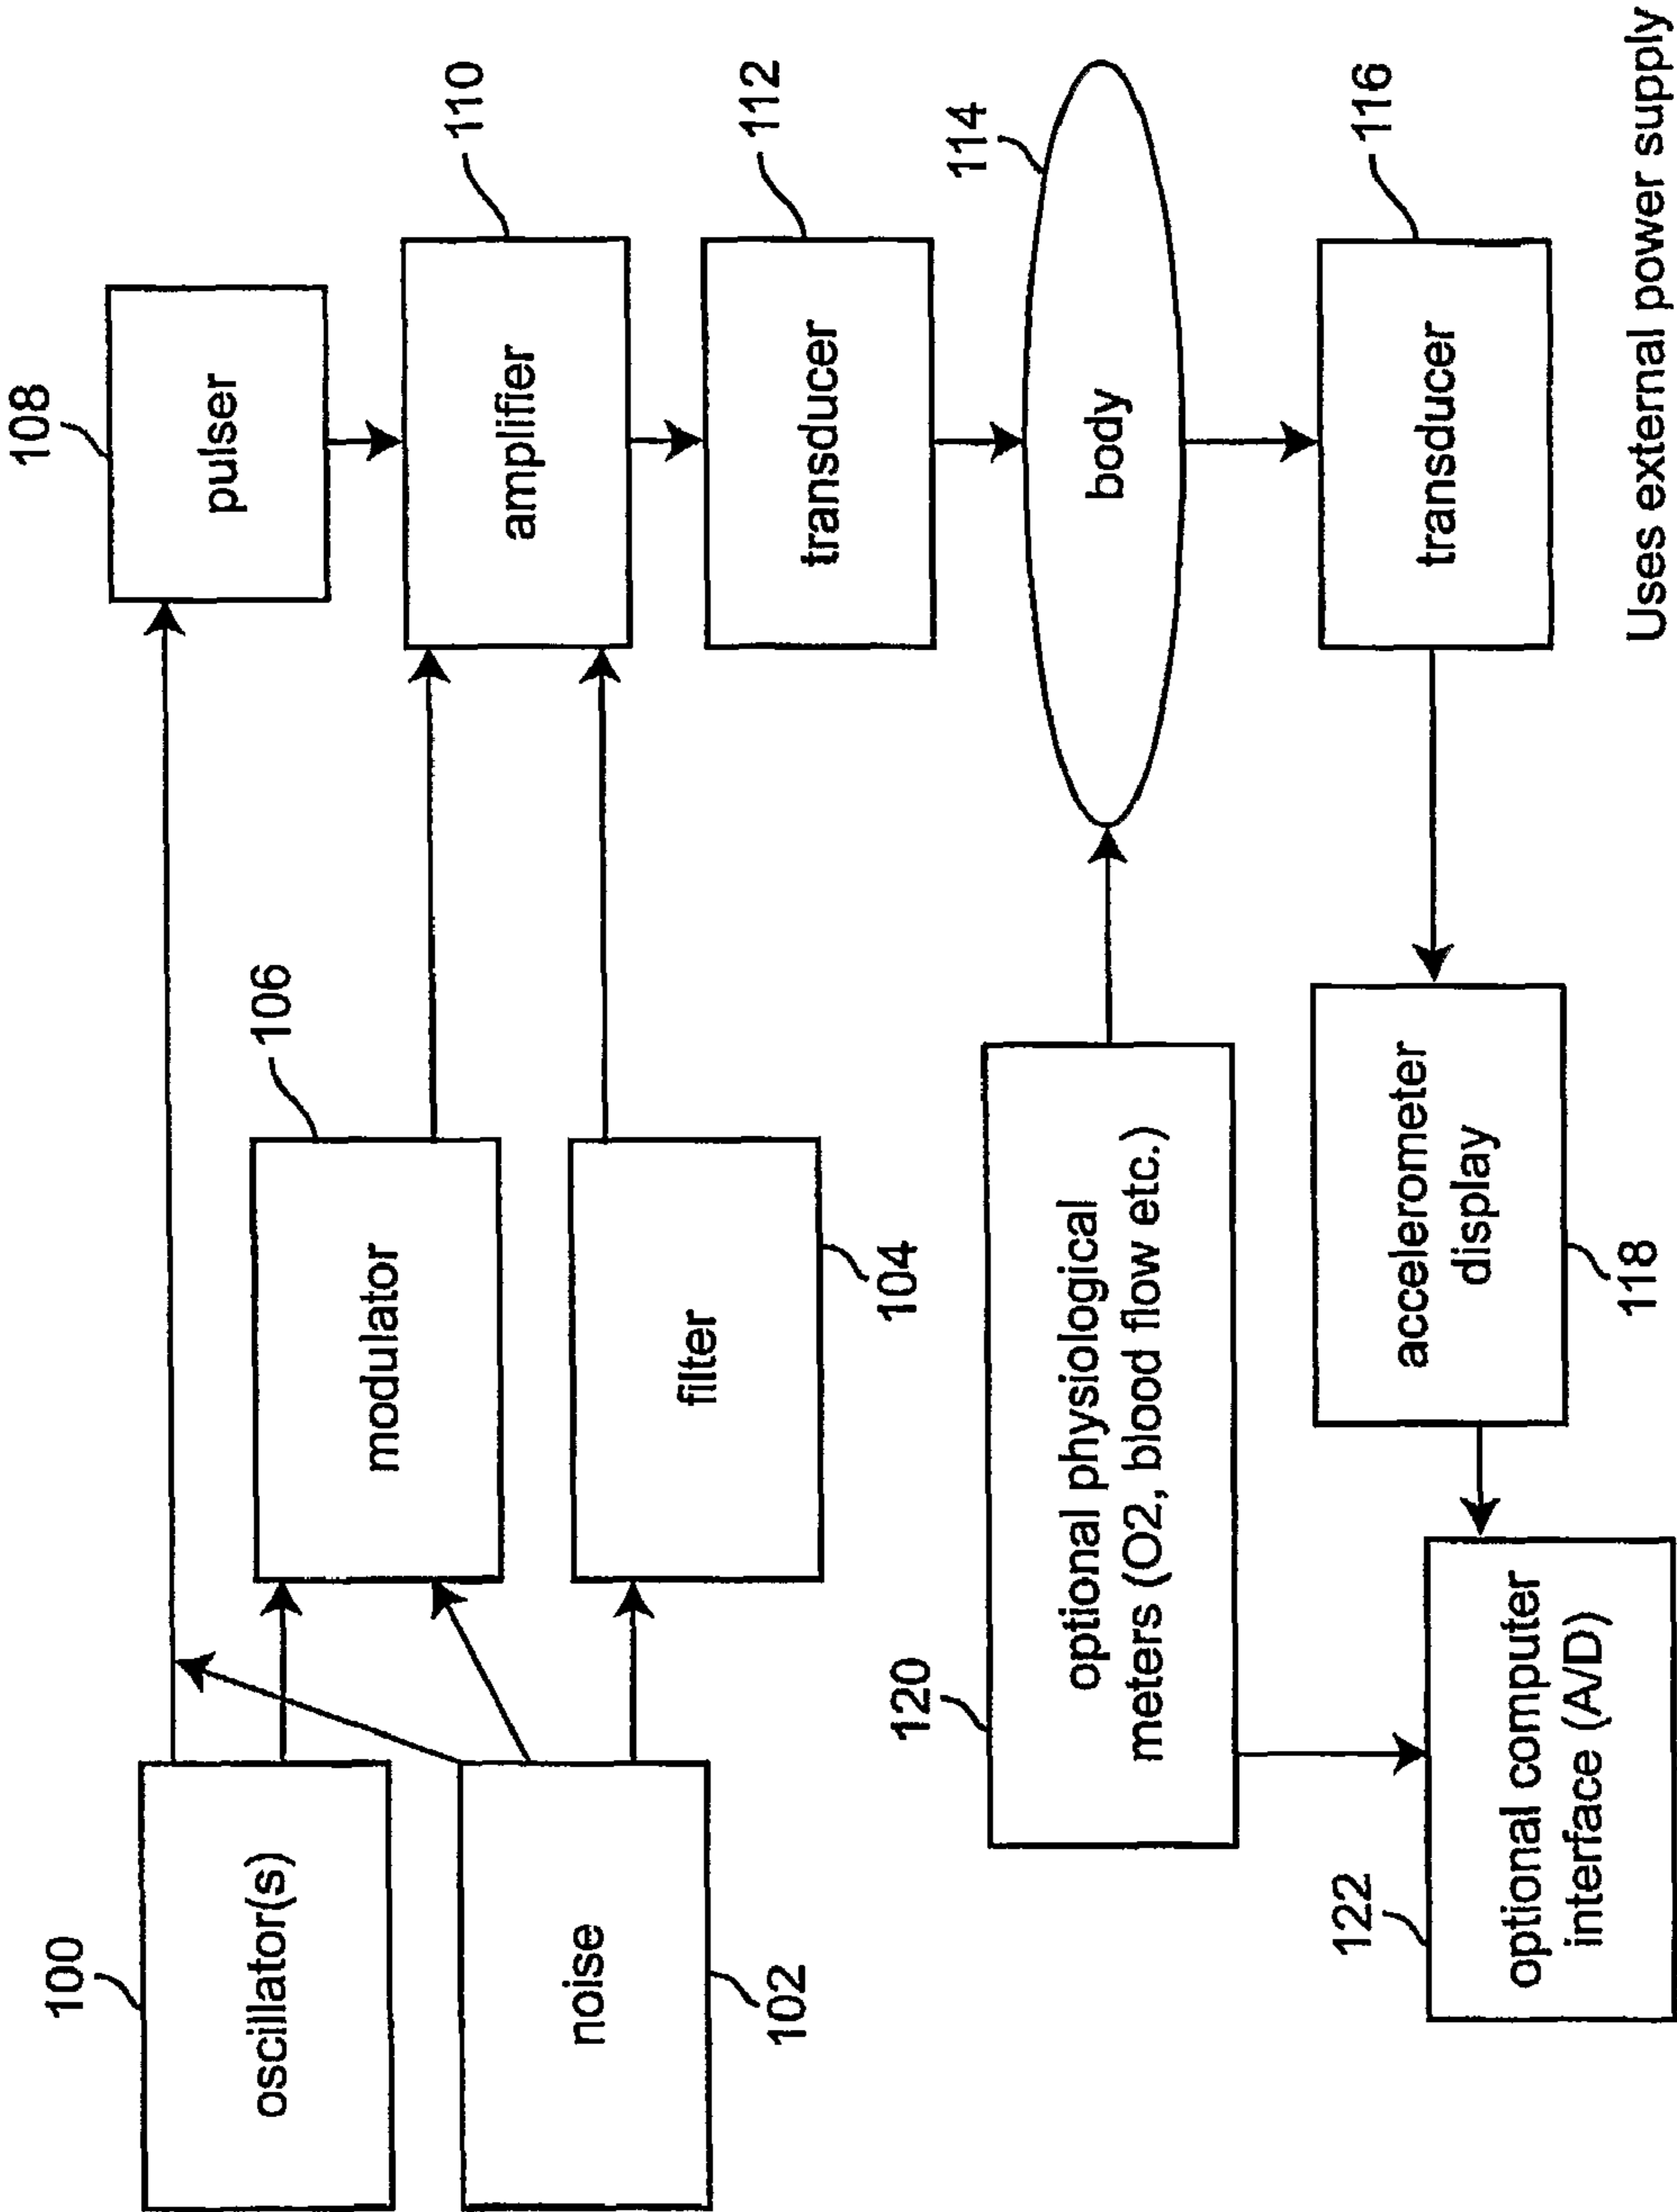 108
pulser
100
oscillator(s)
106
modulator
110
amplifier
noise
102
filter
104
112
transducer
114
body
120
optional physiological
meters (O2, blood flow etc.)
116
transducer
accelerometer
display
118
122
optional computer
interface (A/D)
Uses external power supply